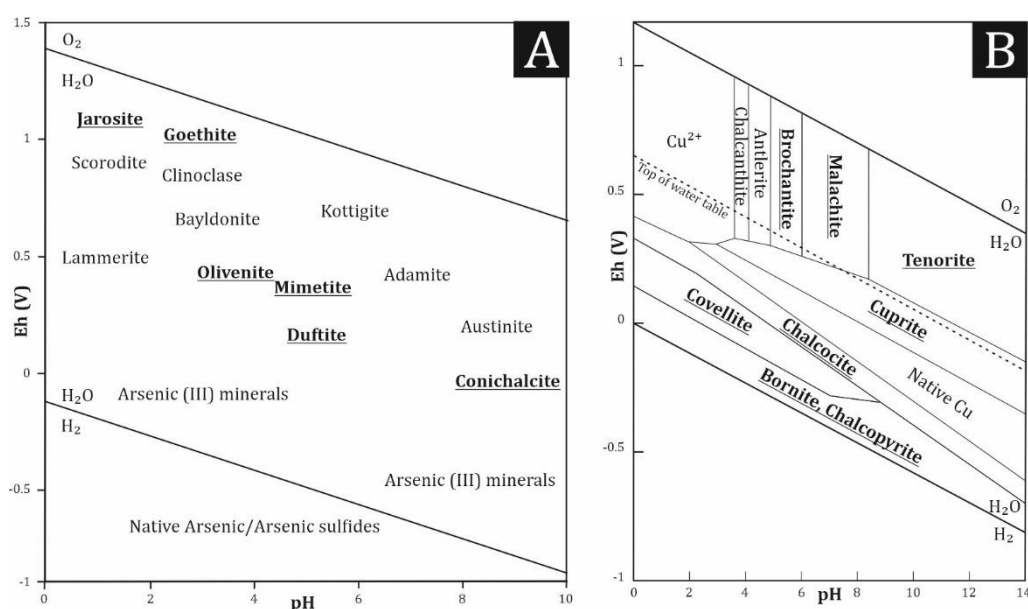 A
1.5
O₂
H₂O
Jarosite
Goethite
1
Scorodite
Clinoclase
Bayldonite
Kottigite
Lammerite
0.5
Olivenite
Mimetite
Adamite
Duftite
Austinite
Eh (V)
0
Arsenic (III) minerals
Conichalcite
H₂O
H₂
-0.5
Arsenic (III) minerals
Native Arsenic/Arsenic sulfides
-1
0
2
4
6
8
10
pH
B
1
Cu²⁺
Chalcanthite
Antlerite
Brochantite
Malachite
Top of water table
0.5
O₂
H₂O
Tenorite
Eh (V)
0
Cuprite
Covellite
Chalcocite
Native Cu
Bornite, Chalcopyrite
-0.5
H₂O
H₂
-1
0
2
4
6
8
10
12
14
pH